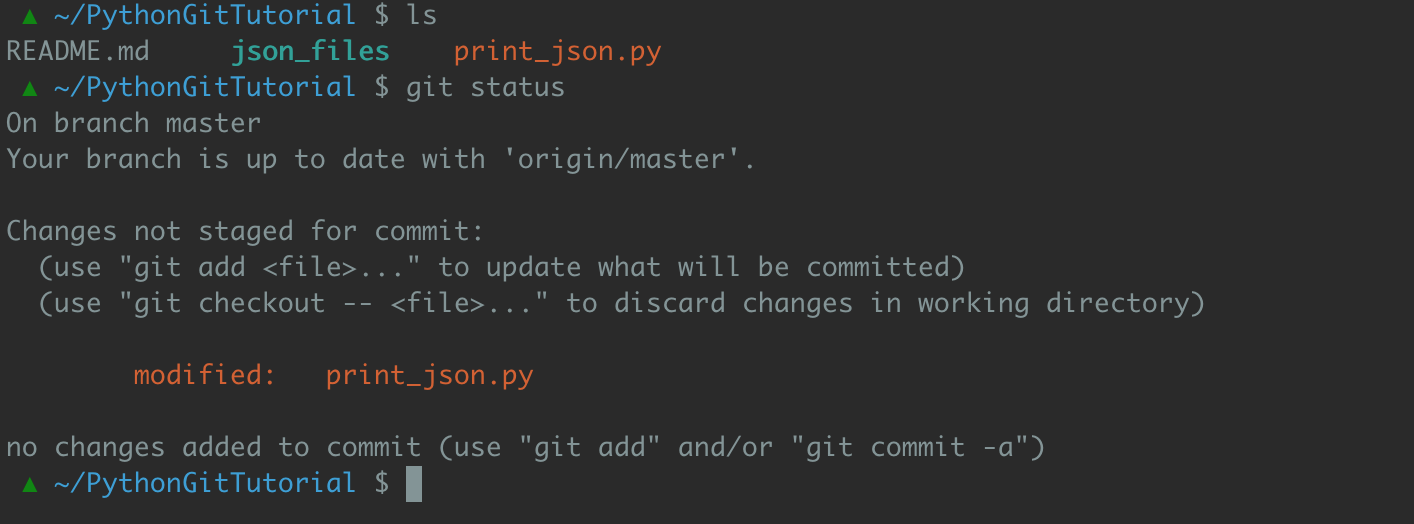 ▲ ~/PythonGitTutorial $ ls
README.md     json_files    print_json.py
▲ ~/PythonGitTutorial $ git status
On branch master
Your branch is up to date with 'origin/master'.
Changes not staged for commit:
  (use "git add <file>..." to update what will be committed)
  (use "git checkout -- <file>..." to discard changes in working directory)
        modified:   print_json.py
no changes added to commit (use "git add" and/or "git commit -a")
▲ ~/PythonGitTutorial $